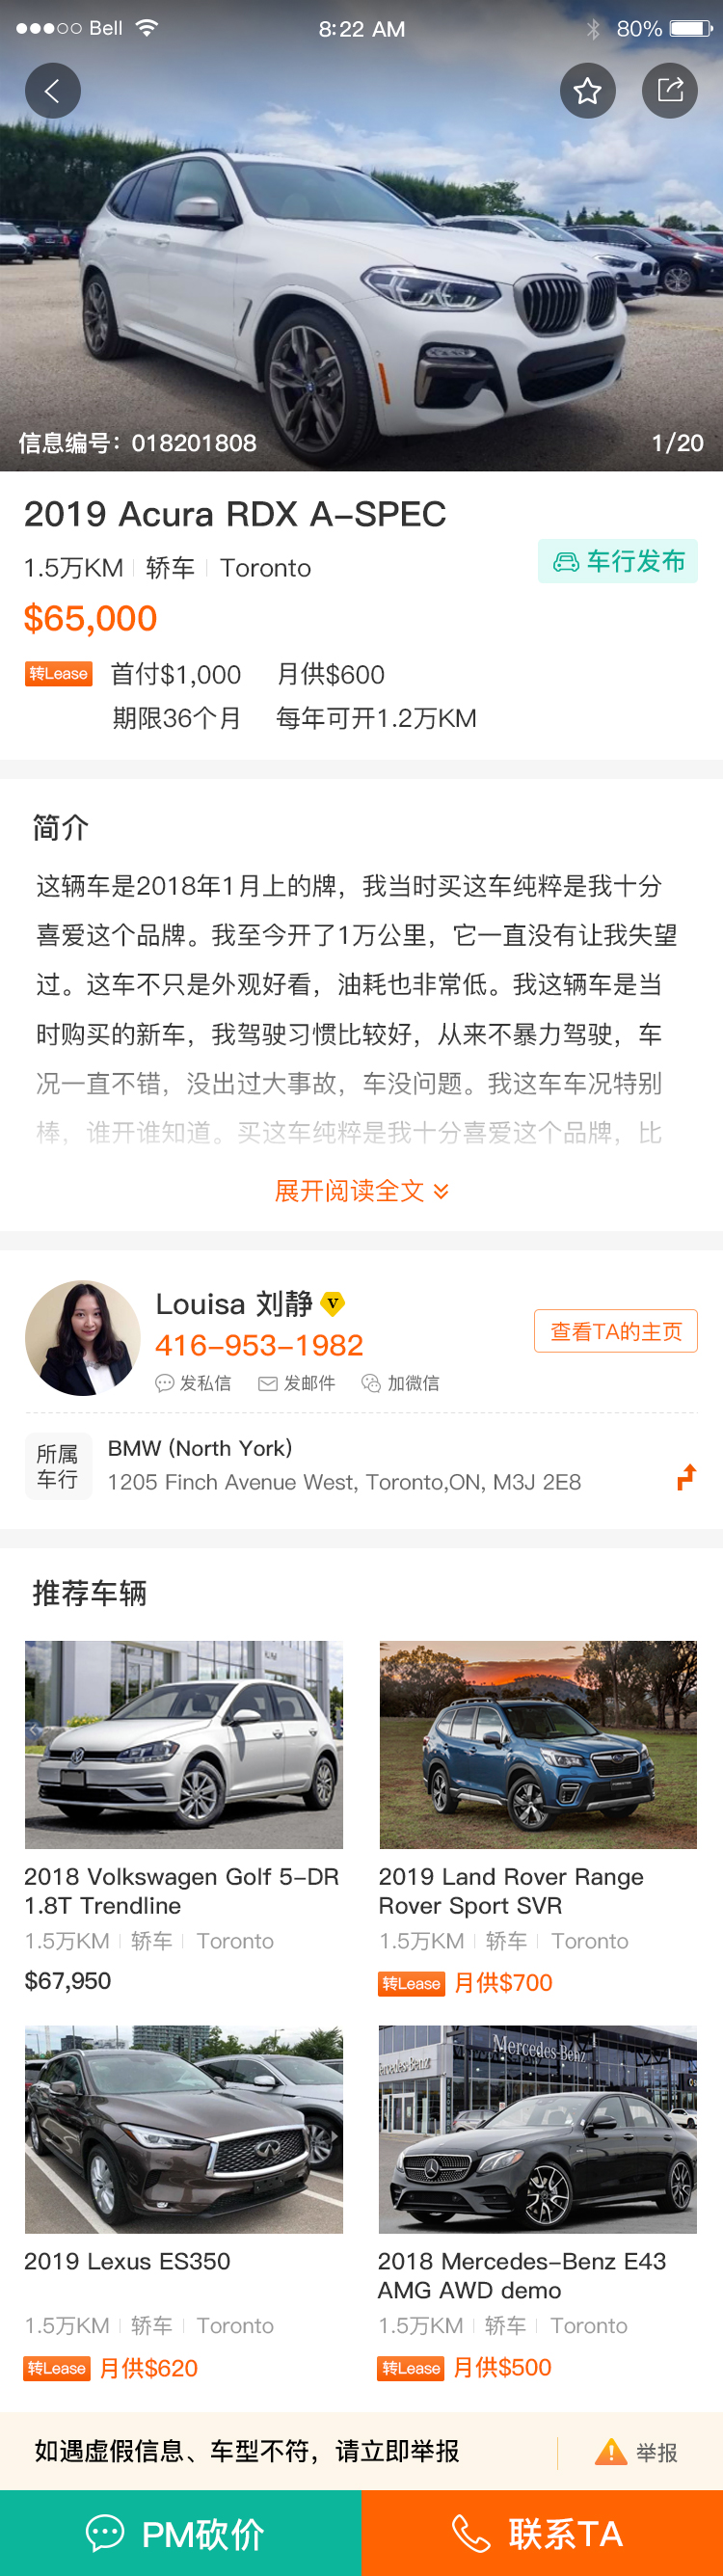 Bell 8:22 AM 80%
信息编号：018201808 1/20
2019 Acura RDX A-SPEC
1.5万KM 轿车 Toronto
车行发布
$65,000
转Lease 首付$1,000 月供$600
期限36个月 每年可开1.2万KM
简介
这辆车是2018年1月上的牌，我当时买这车纯粹是我十分
喜爱这个品牌。我至今开了1万公里，它一直没有让我失望
过。这车不只是外观好看，油耗也非常低。我这辆车是当
时购买的新车，我驾驶习惯比较好，从来不暴力驾驶，车
况一直不错，没出过大事故，车没问题。我这车车况特别
棒，谁开谁知道。买这车纯粹是我十分喜爱这个品牌，比
展开阅读全文
Louisa 刘静 V
416-953-1982
查看TA的主页
发私信 发邮件 加微信
所属
车行
BMW (North York)
1205 Finch Avenue West, Toronto,ON, M3J 2E8
推荐车辆
2018 Volkswagen Golf 5-DR
1.8T Trendline
1.5万KM 轿车 Toronto
$67,950
2019 Land Rover Range
Rover Sport SVR
1.5万KM 轿车 Toronto
转Lease 月供$700
Mercedes-Benz
Mercedes-Benz
2019 Lexus ES350
1.5万KM 轿车 Toronto
转Lease 月供$620
2018 Mercedes-Benz E43
AMG AWD demo
1.5万KM 轿车 Toronto
转Lease 月供$500
如遇虚假信息、车型不符，请立即举报
举报
PM砍价
联系TA